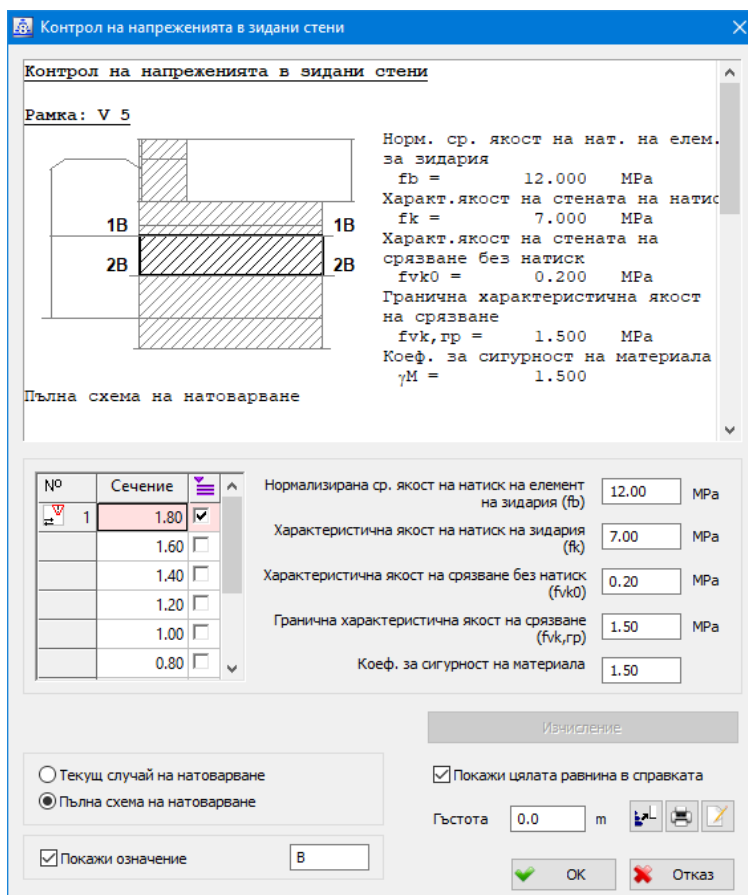 Контрол на напреженията в зидани стени
Контрол на напреженията в зидани стени
Рамка: V 5
1B 1B
2B 2B
Норм. ср. якост на нат. на елем.
за зидария
fb = 12.000 MPa
Характ.якост на стената на натис
fk = 7.000 MPa
Характ.якост на стената на
срязване без натиск
fvk0 = 0.200 MPa
Гранична характеристична якост
на срязване
fvk,гр = 1.500 MPa
Коеф. за сигурност на материала
γM = 1.500
Пълна схема на натоварване
Nº Сечение
1 1.80
1.60
1.40
1.20
1.00
0.80
Нормализирана ср. якост на натиск на елемент
на зидария (fb) 12.00 MPa
Характеристична якост на натиск на зидария
(fk) 7.00 MPa
Характеристична якост на срязване без натиск
(fvk0) 0.20 MPa
Гранична характеристична якост на срязване
(fvk,гр) 1.50 MPa
Коеф. за сигурност на материала 1.50
Изчисление
Текущ случай на натоварване
Пълна схема на натоварване
Покажи цялата равнина в справката
Гъстота 0.0 m
Покажи означение B
OK Отказ